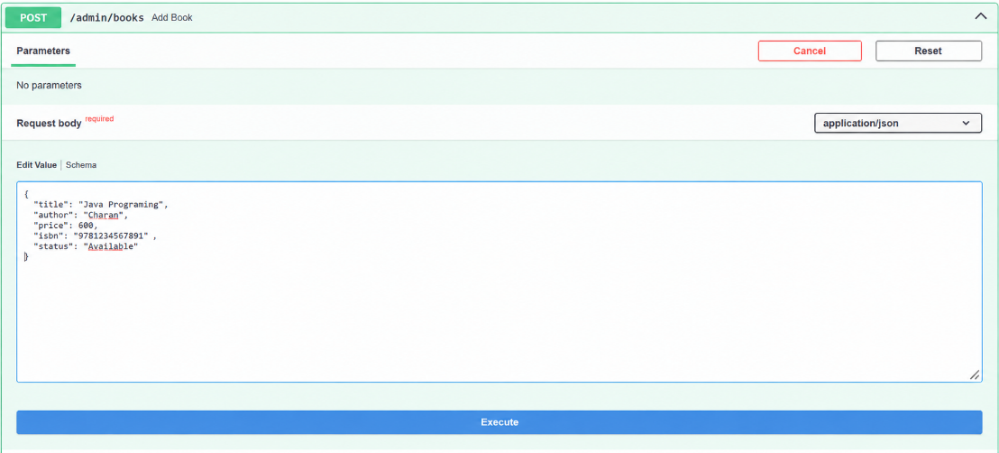 POST /admin/books Add Book
Parameters Cancel Reset
No parameters
Request body required application/json
Edit Value | Schema
{
  "title": "Java Programing",
  "author": "Charan",
  "price": 600,
  "isbn": "9781234567891" ,
  "status": "Available"
}
Execute